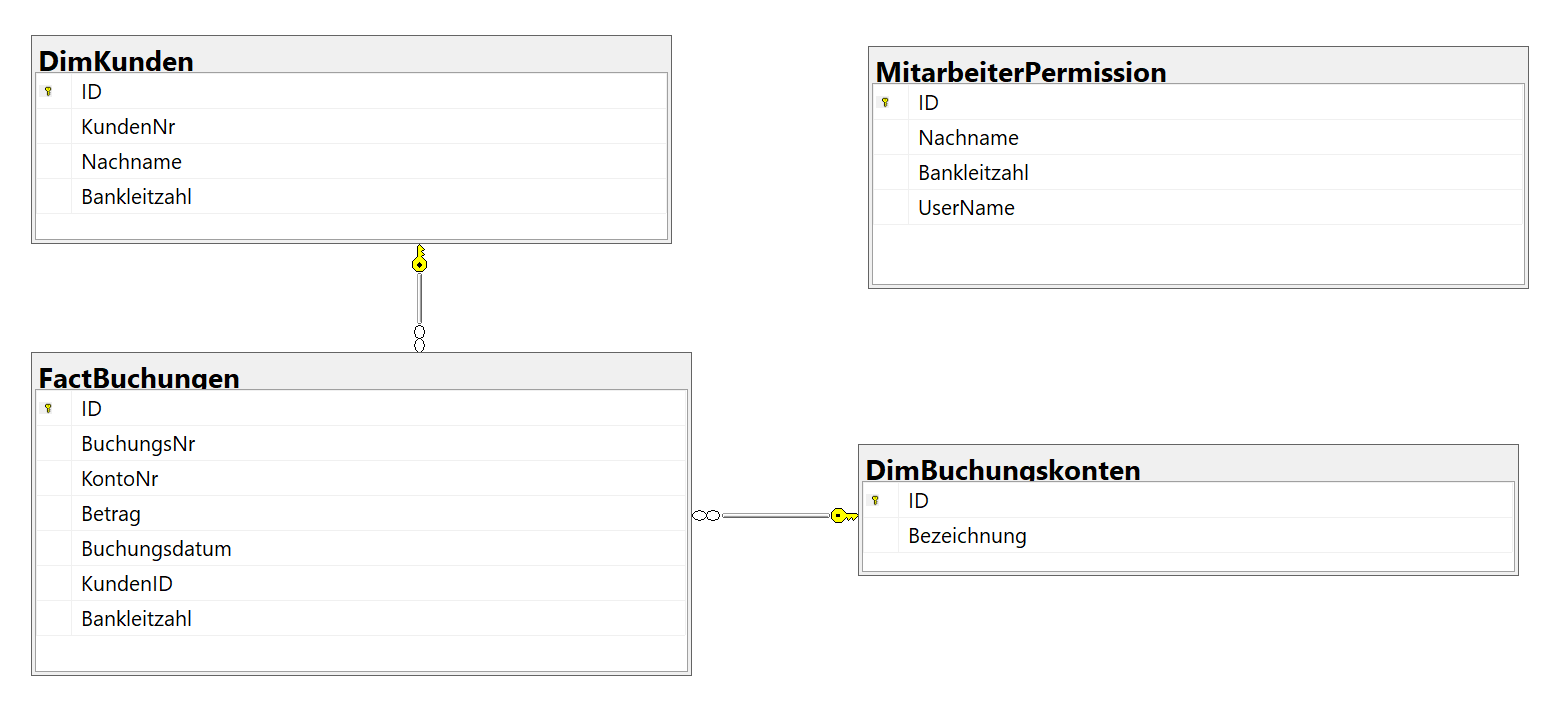 DimKunden
ID
KundenNr
Nachname
Bankleitzahl
MitarbeiterPermission
ID
Nachname
Bankleitzahl
UserName
FactBuchungen
ID
BuchungsNr
KontoNr
Betrag
Buchungsdatum
KundenID
Bankleitzahl
DimBuchungskonten
ID
Bezeichnung